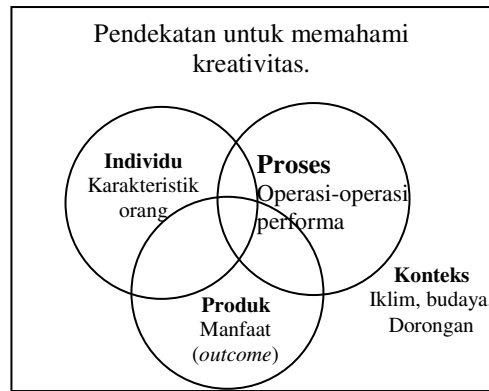 Pendekatan untuk memahami
kreativitas.
Individu
Karakteristik
orang
Proses
Operasi-operasi
performa
Konteks
Iklim, budaya
Dorongan
Produk
Manfaat
(outcome)